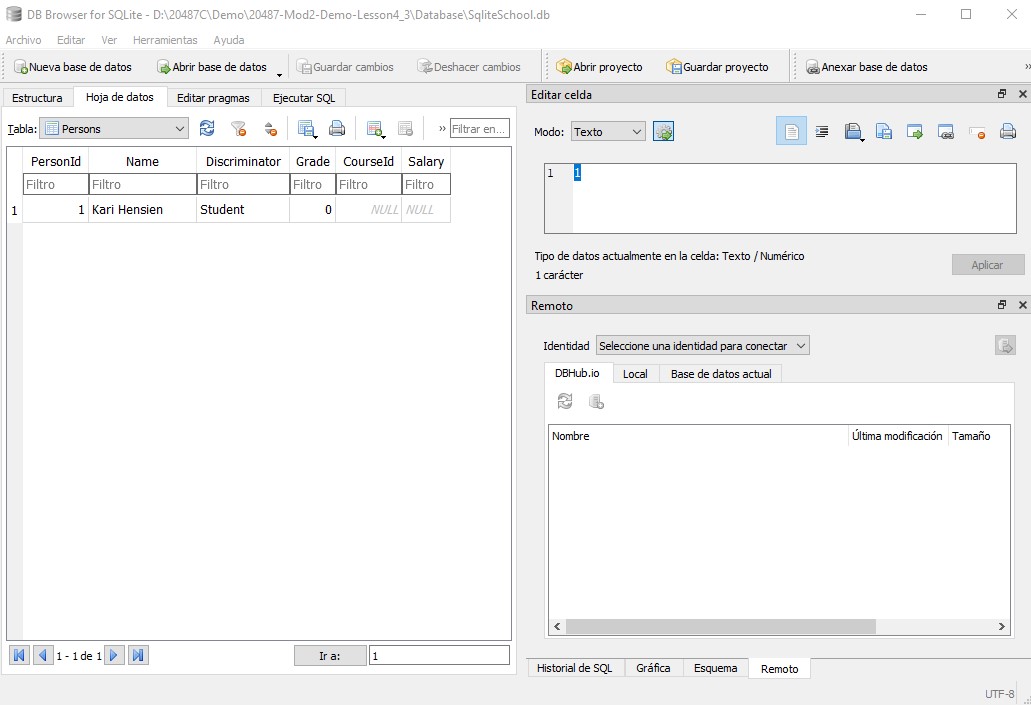 DB Browser for SQLite - D:\20487C\Demo\20487-Mod2-Demo-Lesson4_3\Database\SqliteSchool.db
Archivo Editar Ver Herramientas Ayuda
Nueva base de datos Abrir base de datos Guardar cambios Deshacer cambios Abrir proyecto Guardar proyecto Anexar base de datos »
Estructura Hoja de datos Editar pragmas Ejecutar SQL
Tabla: Persons » Filtrar en...
PersonId Name Discriminator Grade CourseId Salary
Filtro Filtro Filtro Filtro Filtro Filtro
1 1 Kari Hensien Student 0 NULL NULL
1 - 1 de 1 Ir a: 1
Editar celda
Modo: Texto
1 1
Tipo de datos actualmente en la celda: Texto / Numérico
1 carácter
Aplicar
Remoto
Identidad Seleccione una identidad para conectar
DBHub.io Local Base de datos actual
Nombre Última modificación Tamaño
Historial de SQL Gráfica Esquema Remoto
UTF-8